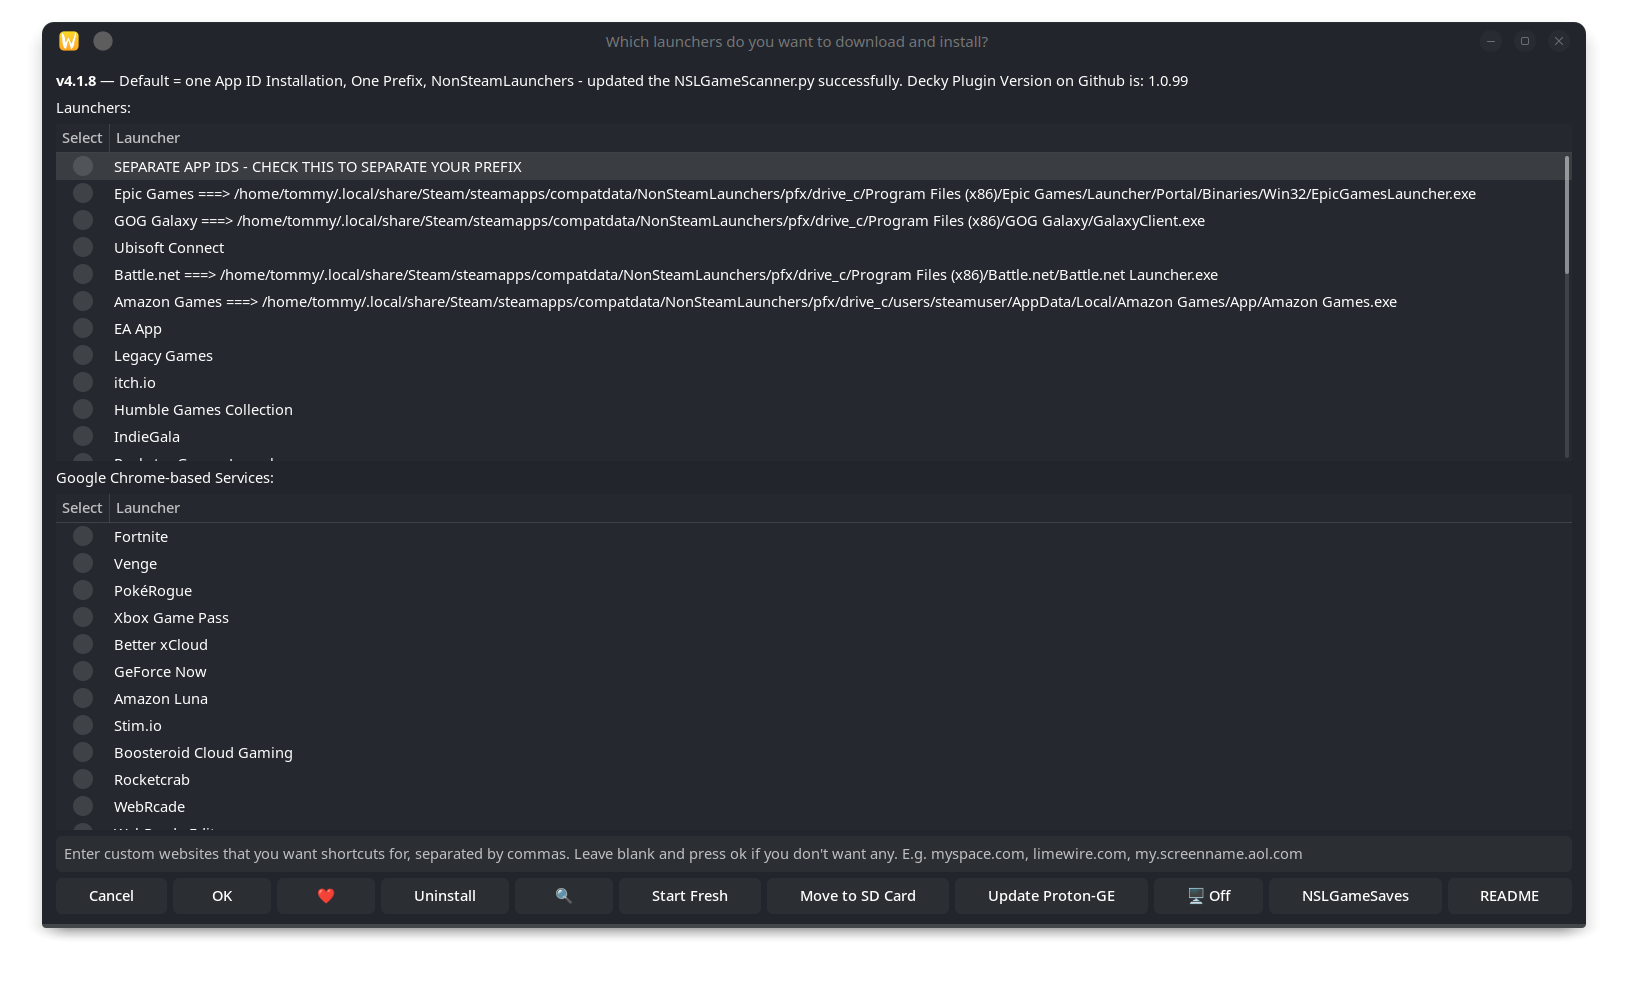 Which launchers do you want to download and install?
v4.1.8 — Default = one App ID Installation, One Prefix, NonSteamLaunchers - updated the NSLGameScanner.py successfully. Decky Plugin Version on Github is: 1.0.99
Launchers:
Select Launcher
SEPARATE APP IDS - CHECK THIS TO SEPARATE YOUR PREFIX
Epic Games ===> /home/tommy/.local/share/Steam/steamapps/compatdata/NonSteamLaunchers/pfx/drive_c/Program Files (x86)/Epic Games/Launcher/Portal/Binaries/Win32/EpicGamesLauncher.exe
GOG Galaxy ===> /home/tommy/.local/share/Steam/steamapps/compatdata/NonSteamLaunchers/pfx/drive_c/Program Files (x86)/GOG Galaxy/GalaxyClient.exe
Ubisoft Connect
Battle.net ===> /home/tommy/.local/share/Steam/steamapps/compatdata/NonSteamLaunchers/pfx/drive_c/Program Files (x86)/Battle.net/Battle.net Launcher.exe
Amazon Games ===> /home/tommy/.local/share/Steam/steamapps/compatdata/NonSteamLaunchers/pfx/drive_c/users/steamuser/AppData/Local/Amazon Games/App/Amazon Games.exe
EA App
Legacy Games
itch.io
Humble Games Collection
IndieGala
Google Chrome-based Services:
Select Launcher
Fortnite
Venge
PokéRogue
Xbox Game Pass
Better xCloud
GeForce Now
Amazon Luna
Stim.io
Boosteroid Cloud Gaming
Rocketcrab
WebRcade
Enter custom websites that you want shortcuts for, separated by commas. Leave blank and press ok if you don't want any. E.g. myspace.com, limewire.com, my.screenname.aol.com
Cancel OK ❤️ Uninstall 🔍 Start Fresh Move to SD Card Update Proton-GE 🖥️ Off NSLGameSaves README